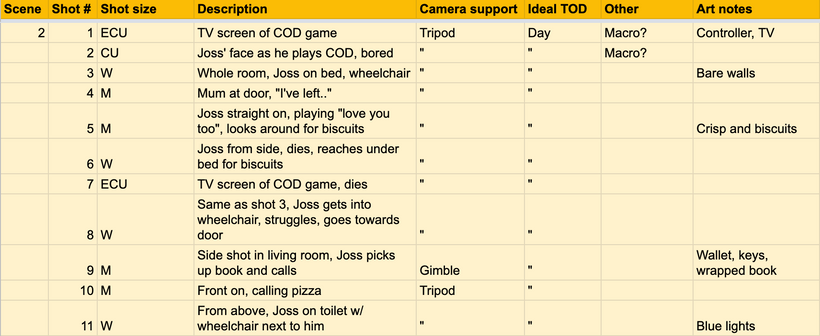 Scene Shot # Shot size Description Camera support Ideal TOD Other Art notes
2 1 ECU TV screen of COD game Tripod Day Macro? Controller, TV
2 CU Joss' face as he plays COD, bored " " Macro?
3 W Whole room, Joss on bed, wheelchair " " Bare walls
4 M Mum at door, "I've left.." " "
Joss straight on, playing "love you
5 M too", looks around for biscuits " " Crisp and biscuits
Joss from side, dies, reaches under
6 W bed for biscuits " "
7 ECU TV screen of COD game, dies " "
Same as shot 3, Joss gets into
wheelchair, struggles, goes towards
8 W door " "
Side shot in living room, Joss picks Wallet, keys,
9 M up book and calls Gimble " wrapped book
10 M Front on, calling pizza Tripod "
From above, Joss on toilet w/
11 W wheelchair next to him " " Blue lights